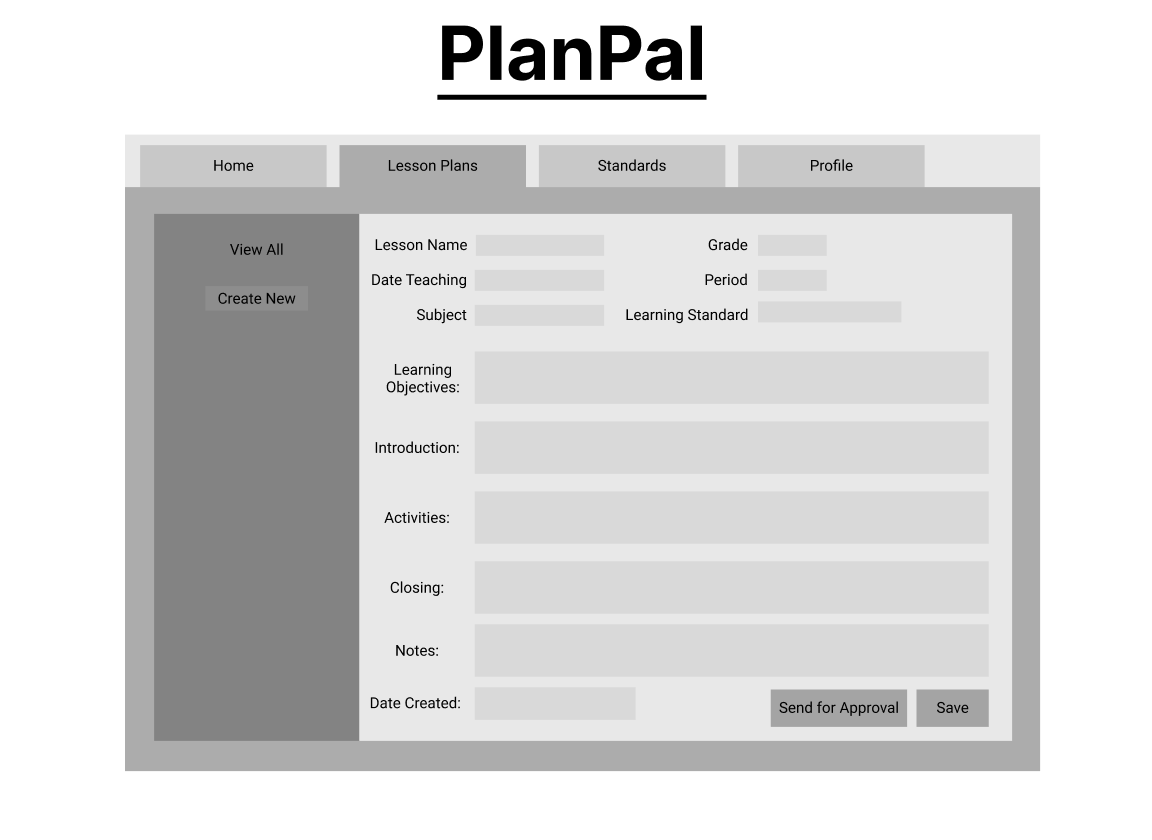 PlanPal
Home
Lesson Plans
Standards
Profile
View All
Create New
Lesson Name
Grade
Date Teaching
Period
Subject
Learning Standard
Learning
Objectives:
Introduction:
Activities:
Closing:
Notes:
Date Created:
Send for Approval
Save